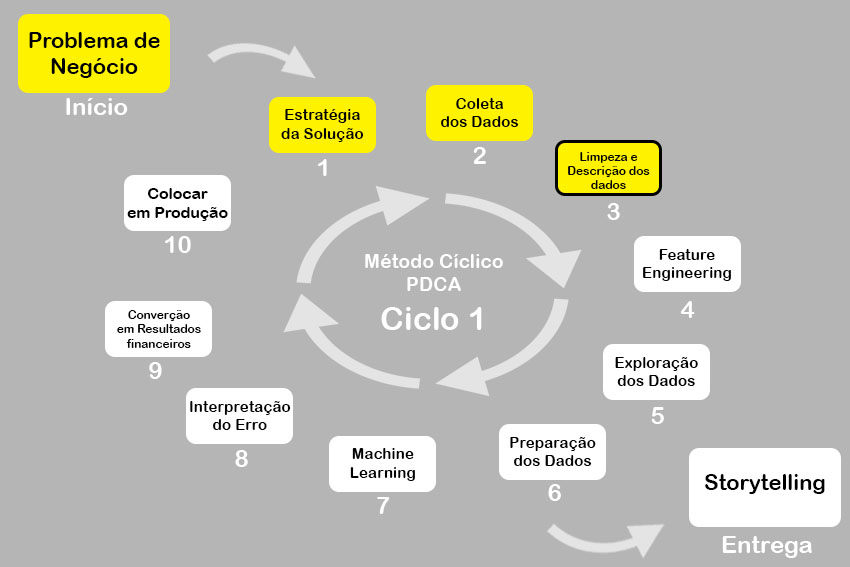 Problema de
Negócio
Início
Estratégia
da Solução
1
Coleta
dos Dados
2
Limpeza e
Descrição dos
dados
3
Feature
Engineering
4
Exploração
dos Dados
5
Preparação
dos Dados
6
Machine
Learning
7
Interpretação
do Erro
8
Converção
em Resultados
financeiros
9
Colocar
em Produção
10
Método Cíclico
PDCA
Ciclo 1
Storytelling
Entrega